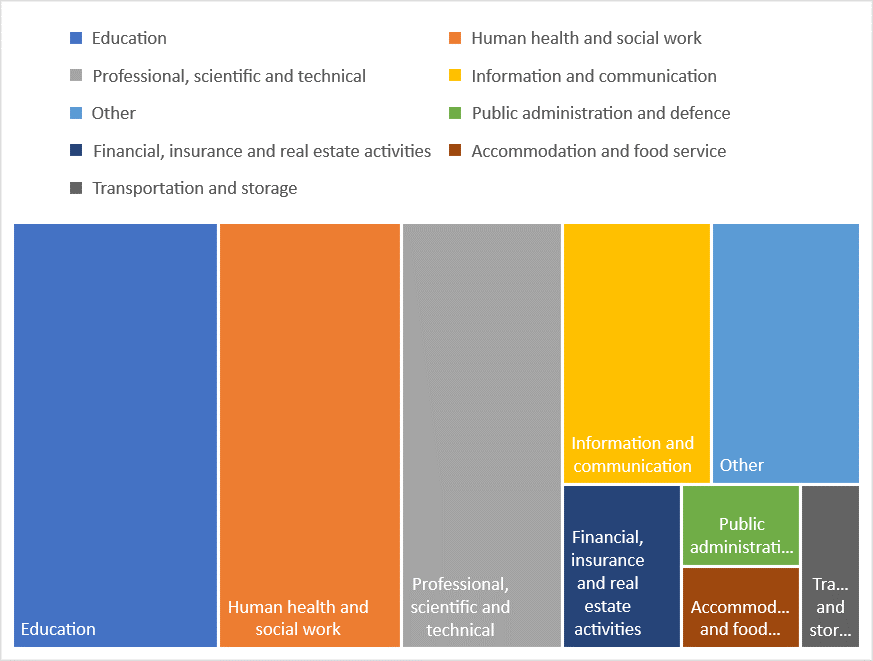 Education
Human health and social work
Professional, scientific and technical
Information and communication
Other
Public administration and defence
Financial, insurance and real estate activities
Accommodation and food service
Transportation and storage
Education
Human health and
social work
Professional,
scientific and
technical
Information and
communication
Other
Financial,
insurance
and real
estate
activities
Public
administrati...
Accommod...
and food...
Tra...
and
stor...